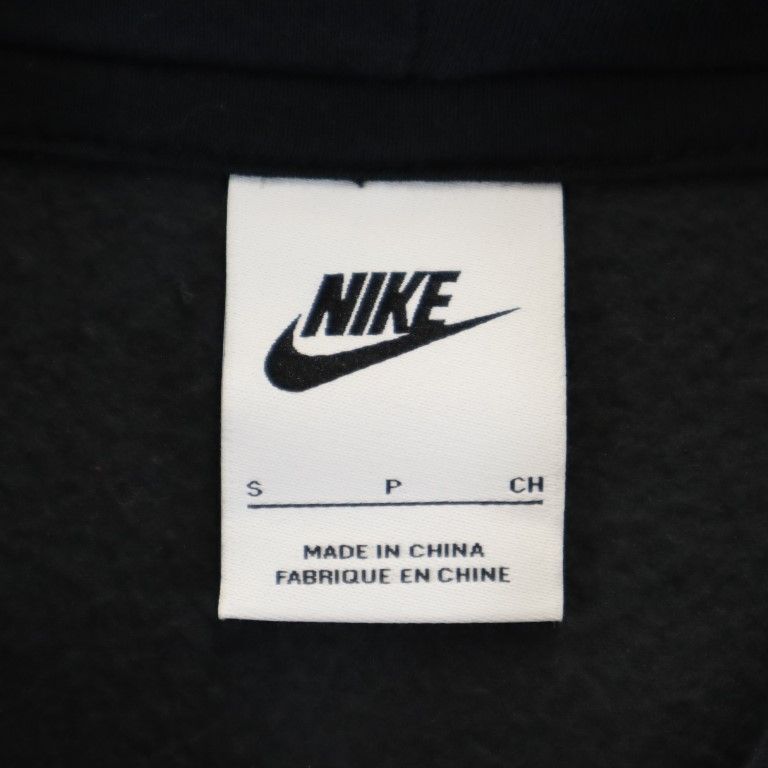 NIKE
S P CH
MADE IN CHINA
FABRIQUE EN CHINE